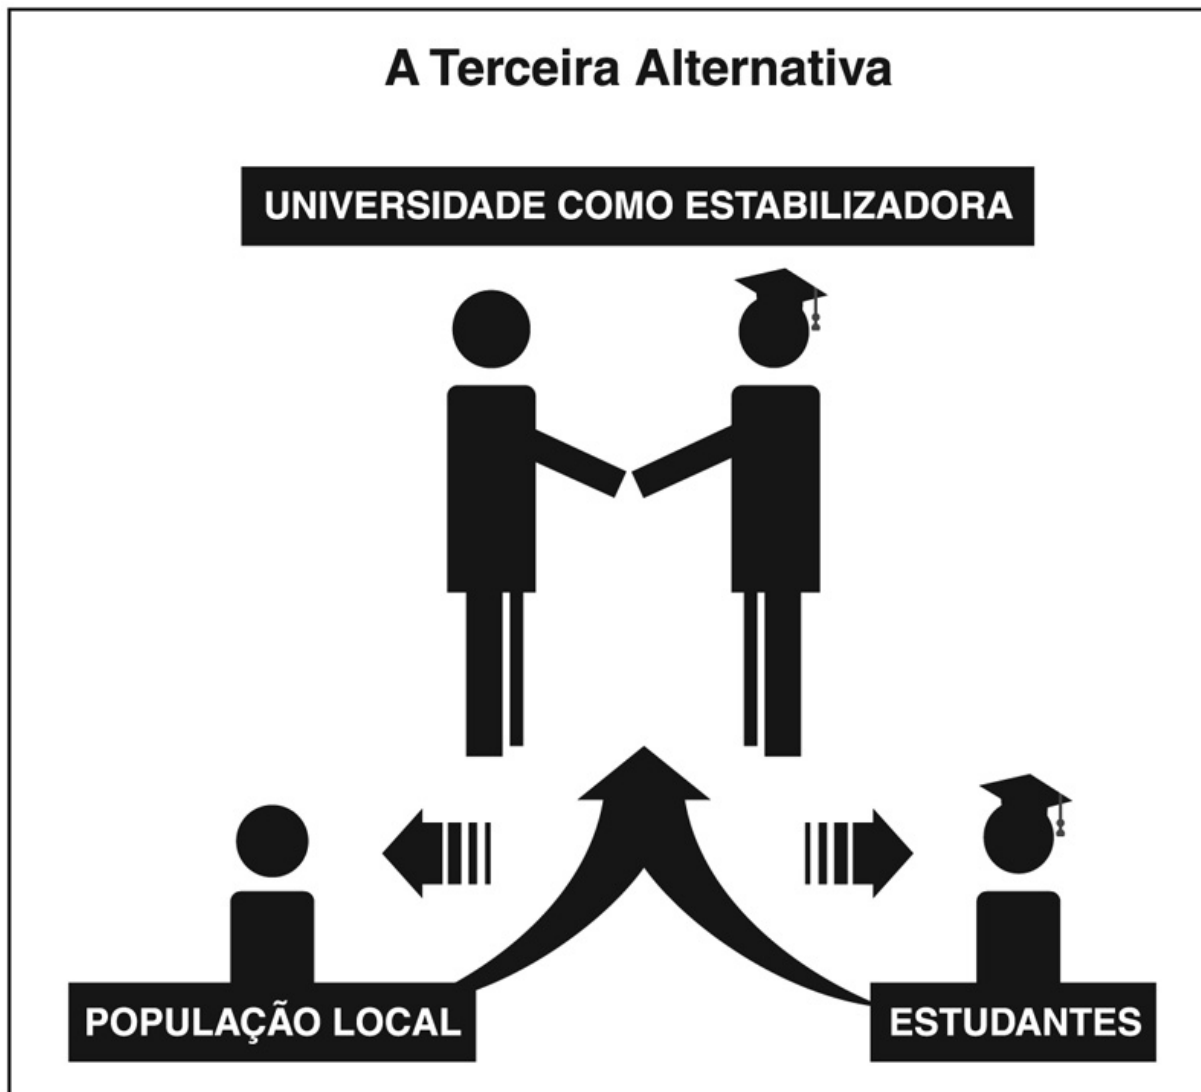 A Terceira Alternativa
UNIVERSIDADE COMO ESTABILIZADORA
POPULAÇÃO LOCAL
ESTUDANTES